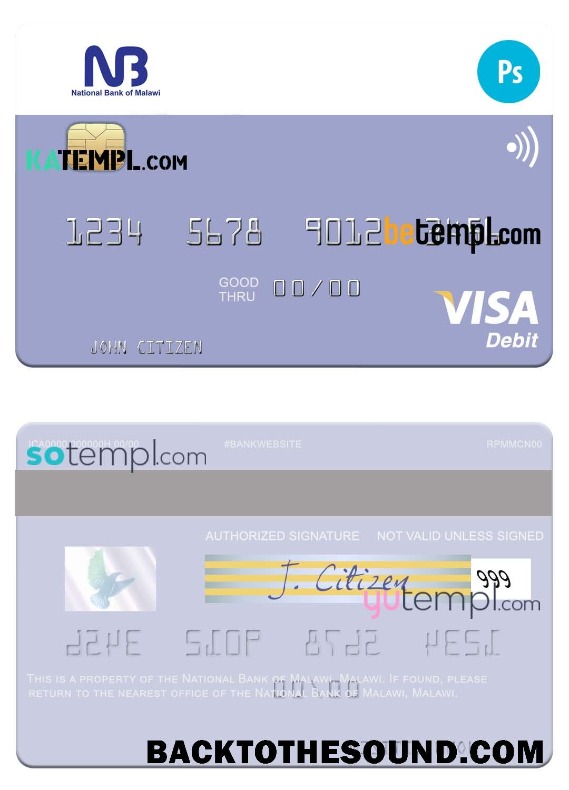 NB
National Bank of Malawi
Ps
KATEMPL.COM
1234 5678 9012 3456
betempl.com
GOOD THRU 00/00
VISA
Debit
JOHN CITIZEN
#BANKWEBSITE RPMMCN00
sotempl.com
AUTHORIZED SIGNATURE NOT VALID UNLESS SIGNED
J. Citizen 999
yutempl.com
THIS IS A PROPERTY OF THE NATIONAL BANK OF MALAWI, MALAWI. IF FOUND, PLEASE
RETURN TO THE NEAREST OFFICE OF THE NATIONAL BANK OF MALAWI, MALAWI.
BACKTOTHESOUND.COM